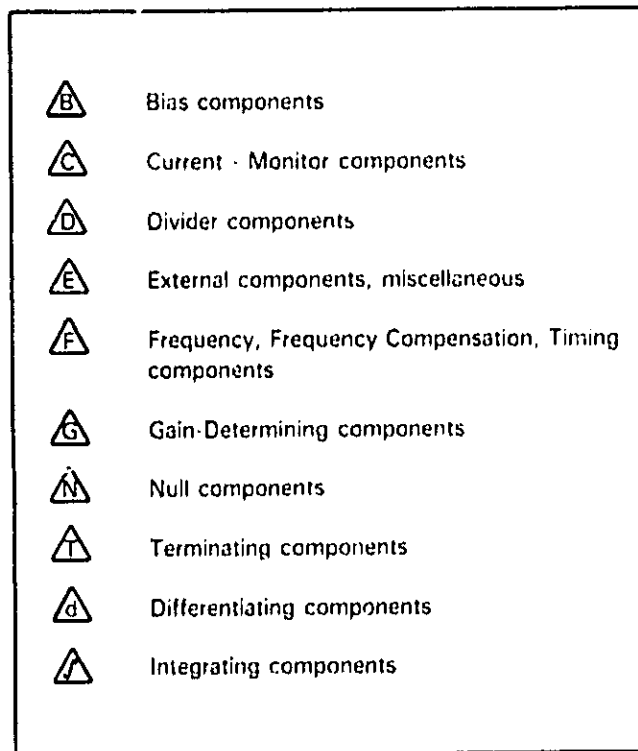 B Bias components
C Current - Monitor components
D Divider components
E External components, miscellaneous
F Frequency, Frequency Compensation, Timing
components
G Gain-Determining components
N Null components
T Terminating components
d Differentiating components
∫ Integrating components